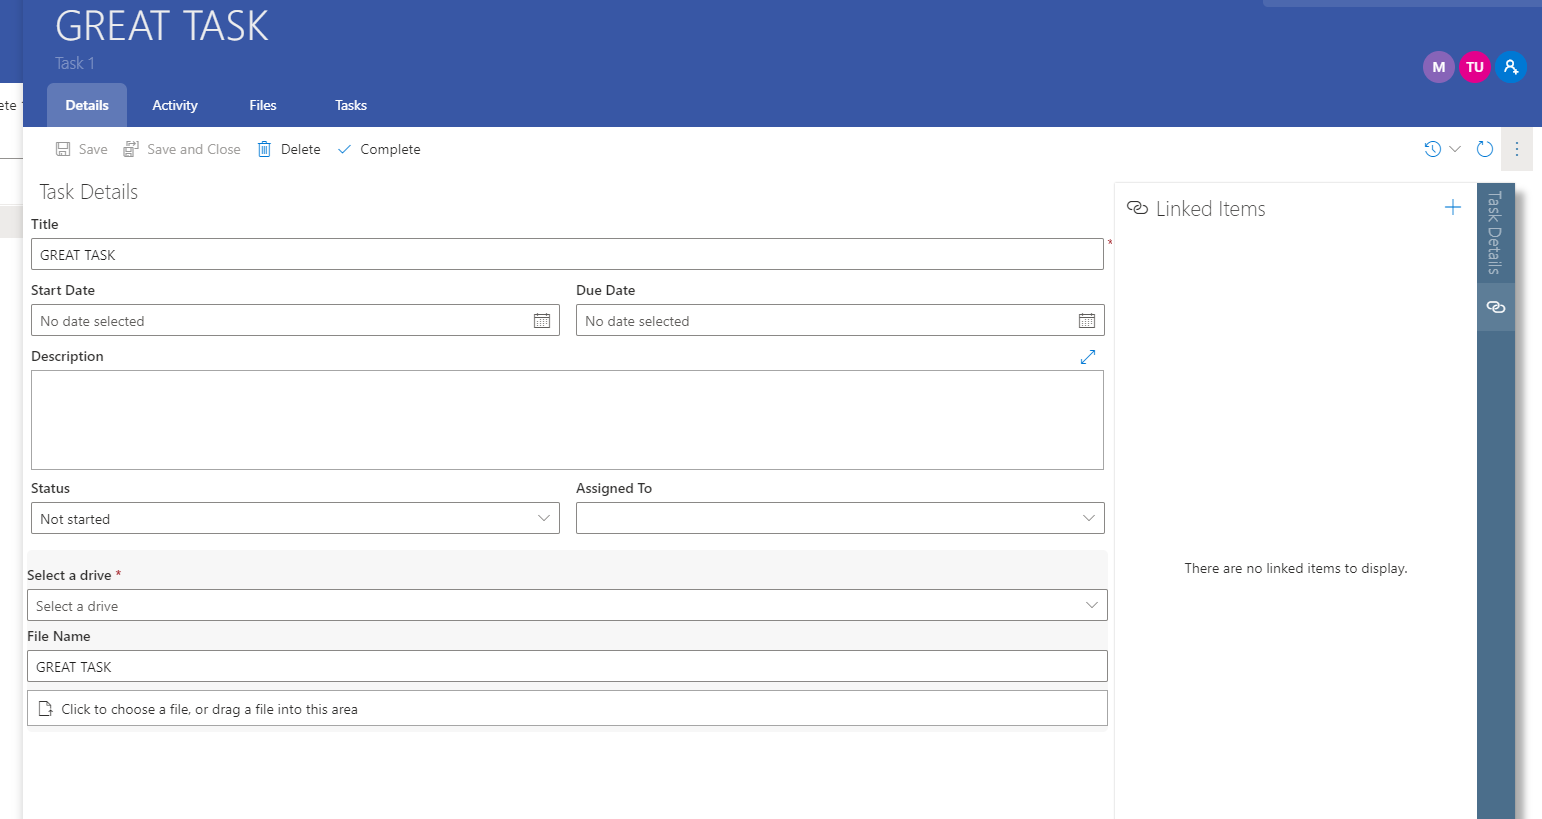 GREAT TASK
Task 1
M TU
Details Activity Files Tasks
ete
Save Save and Close Delete Complete
Task Details
Title
GREAT TASK *
Start Date Due Date
No date selected No date selected
Description
Status Assigned To
Not started
Select a drive *
Select a drive
File Name
GREAT TASK
Click to choose a file, or drag a file into this area
Linked Items
There are no linked items to display.
Task Details